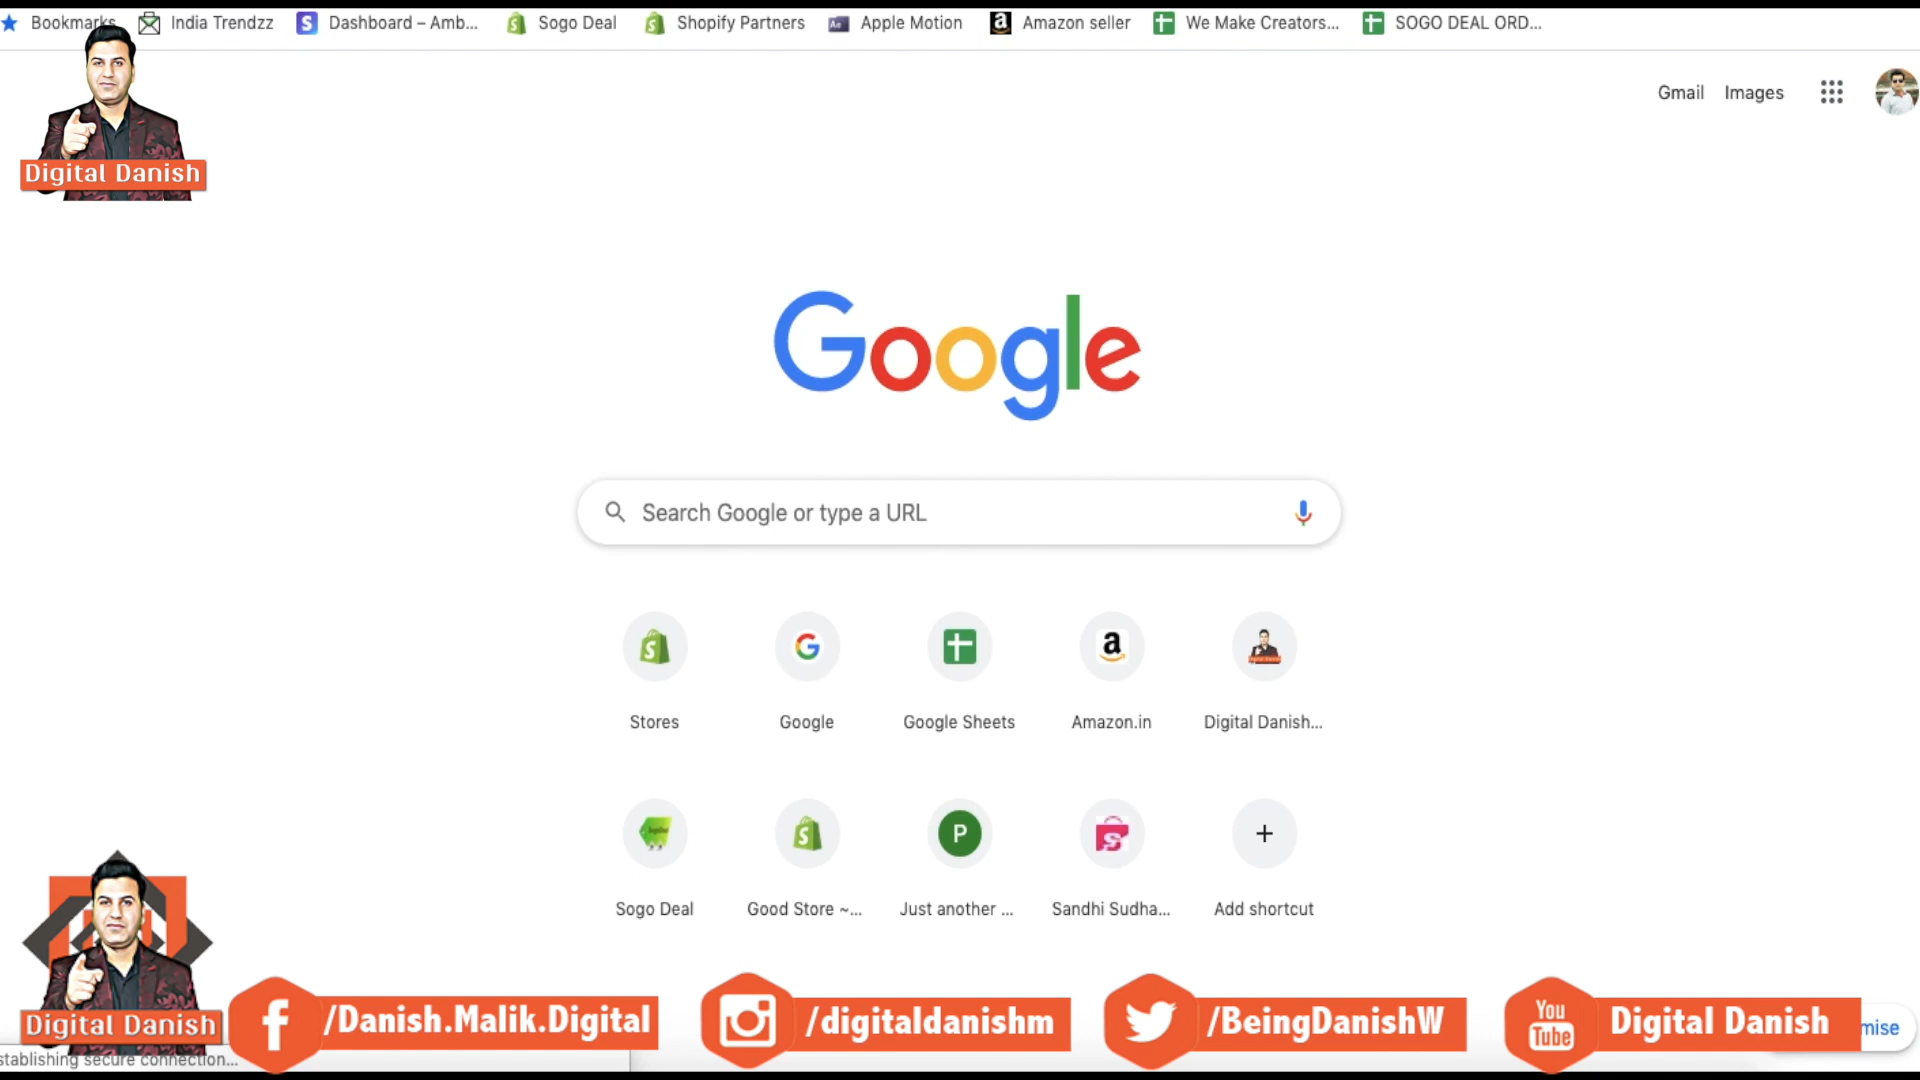 Bookmarks India Trendzz Dashboard – Amb... Sogo Deal Shopify Partners Apple Motion Amazon seller We Make Creators... SOGO DEAL ORD...
Gmail Images
Digital Danish
Google
Search Google or type a URL
Stores Google Google Sheets Amazon.in Digital Danish...
P
Sogo Deal Good Store ~... Just another ... Sandhi Sudha... Add shortcut
Digital Danish
/Danish.Malik.Digital /digitaldanishm /BeingDanishW You Tube Digital Danish mise
stablishing secure connection...